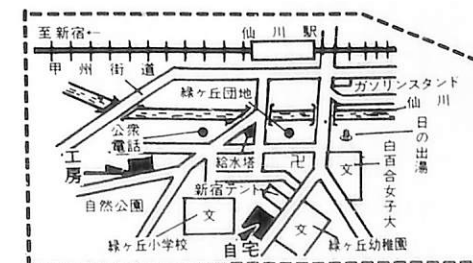 至新宿←
仙川駅
甲州街道
ガソリンスタンド
緑ヶ丘団地
仙川
公衆
電話
日の出湯
工房
給水塔
卍
文
白百合女子大
新宿テント
自然公園
文
文
緑ヶ丘小学校
自宅
緑ヶ丘幼稚園